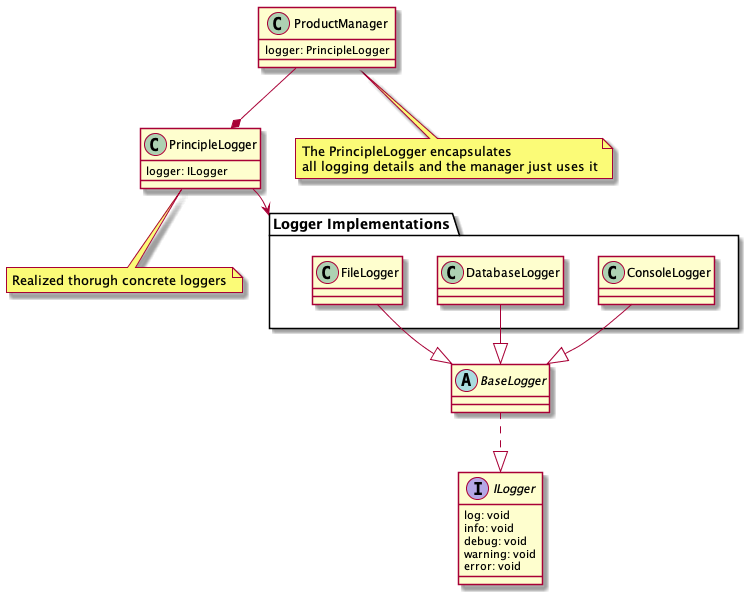 C ProductManager
logger: PrincipleLogger
The PrincipleLogger encapsulates
all logging details and the manager just uses it
C PrincipleLogger
logger: ILogger
Realized thorugh concrete loggers
Logger Implementations
C FileLogger
C DatabaseLogger
C ConsoleLogger
A BaseLogger
I ILogger
log: void
info: void
debug: void
warning: void
error: void